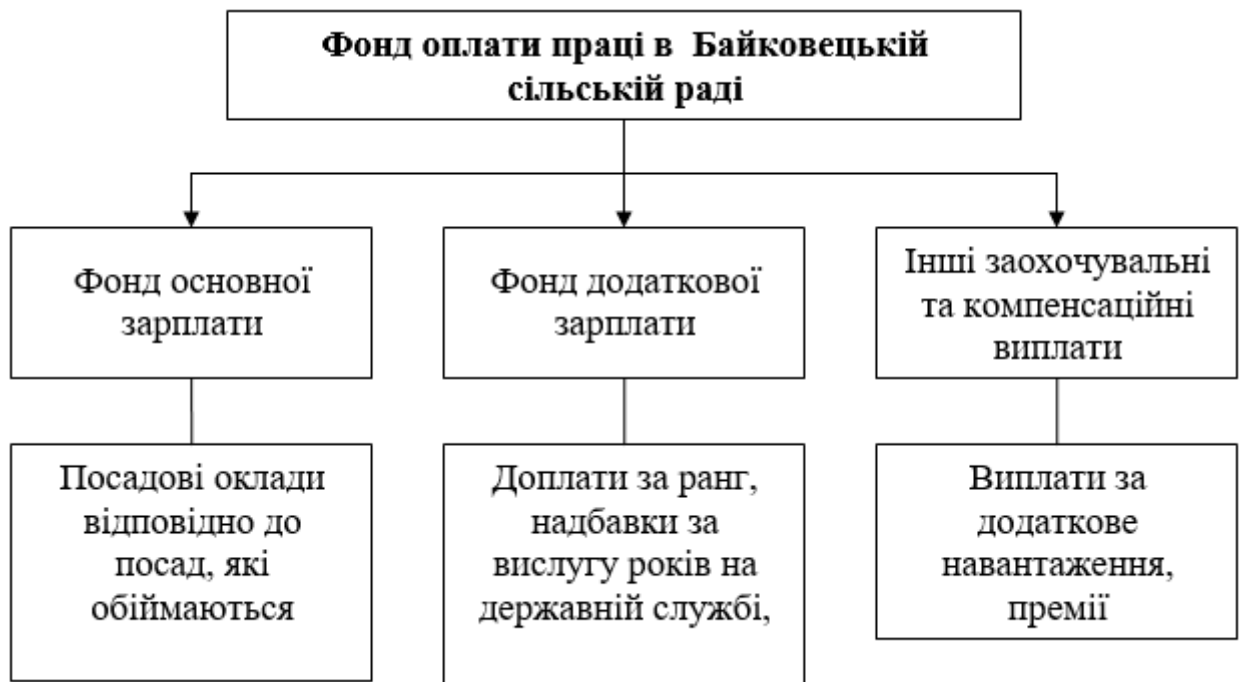 Фонд оплати праці в Байковецькій
сільській раді
Фонд основної
зарплати
Фонд додаткової
зарплати
Інші заохочувальні
та компенсаційні
виплати
Посадові оклади
відповідно до
посад, які
обіймаються
Доплати за ранг,
надбавки за
вислугу років на
державній службі,
Виплати за
додаткове
навантаження,
премії